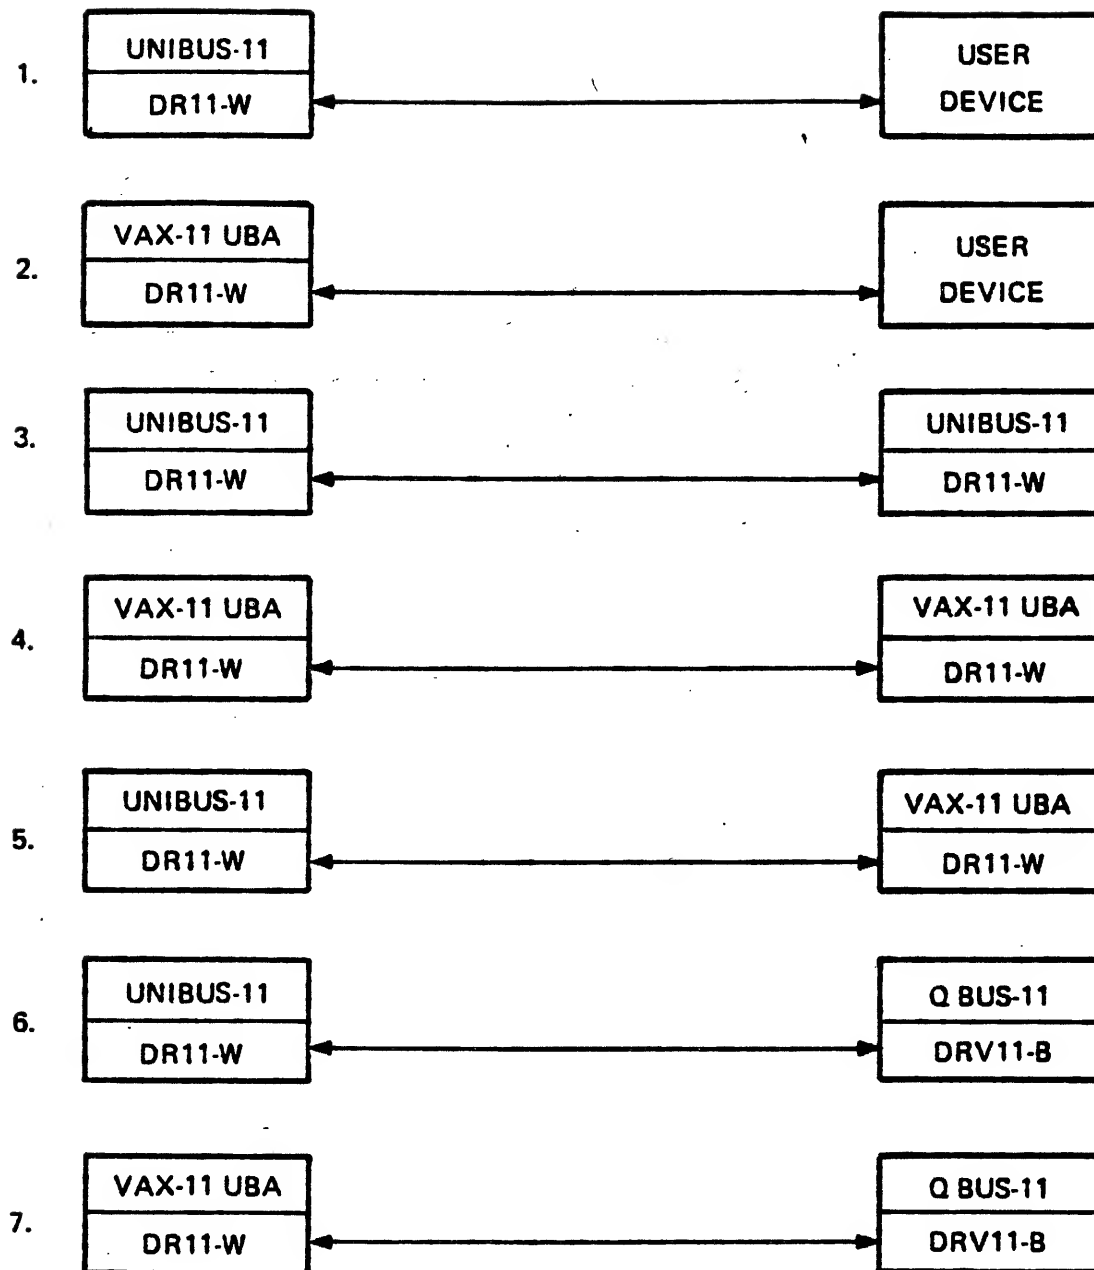 1.
UNIBUS-11
DR11-W
USER
DEVICE
2.
VAX-11 UBA
DR11-W
USER
DEVICE
3.
UNIBUS-11
DR11-W
UNIBUS-11
DR11-W
4.
VAX-11 UBA
DR11-W
VAX-11 UBA
DR11-W
5.
UNIBUS-11
DR11-W
VAX-11 UBA
DR11-W
6.
UNIBUS-11
DR11-W
Q BUS-11
DRV11-B
7.
VAX-11 UBA
DR11-W
Q BUS-11
DRV11-B